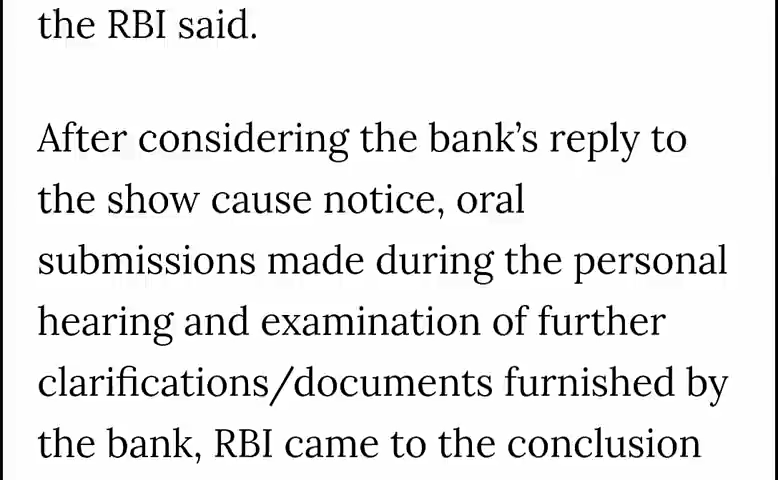 the RBI said.
After considering the bank’s reply to
the show cause notice, oral
submissions made during the personal
hearing and examination of further
clarifications/documents furnished by
the bank, RBI came to the conclusion